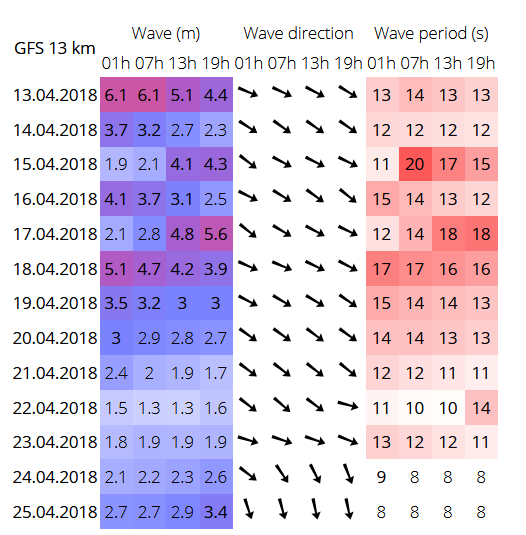 GFS 13 km
Wave (m) Wave direction Wave period (s)
01h 07h 13h 19h 01h 07h 13h 19h 01h 07h 13h 19h
13.04.2018 6.1 6.1 5.1 4.4 13 14 13 13
14.04.2018 3.7 3.2 2.7 2.3 12 12 12 12
15.04.2018 1.9 2.1 4.1 4.3 11 20 17 15
16.04.2018 4.1 3.7 3.1 2.5 15 14 13 12
17.04.2018 2.1 2.8 4.8 5.6 12 14 18 18
18.04.2018 5.1 4.7 4.2 3.9 17 17 16 16
19.04.2018 3.5 3.2 3 3 15 14 14 13
20.04.2018 3 2.9 2.8 2.7 14 14 13 13
21.04.2018 2.4 2 1.9 1.7 12 12 11 11
22.04.2018 1.5 1.3 1.3 1.6 11 10 10 14
23.04.2018 1.8 1.9 1.9 1.9 13 12 12 11
24.04.2018 2.1 2.2 2.3 2.6 9 8 8 8
25.04.2018 2.7 2.7 2.9 3.4 8 8 8 8